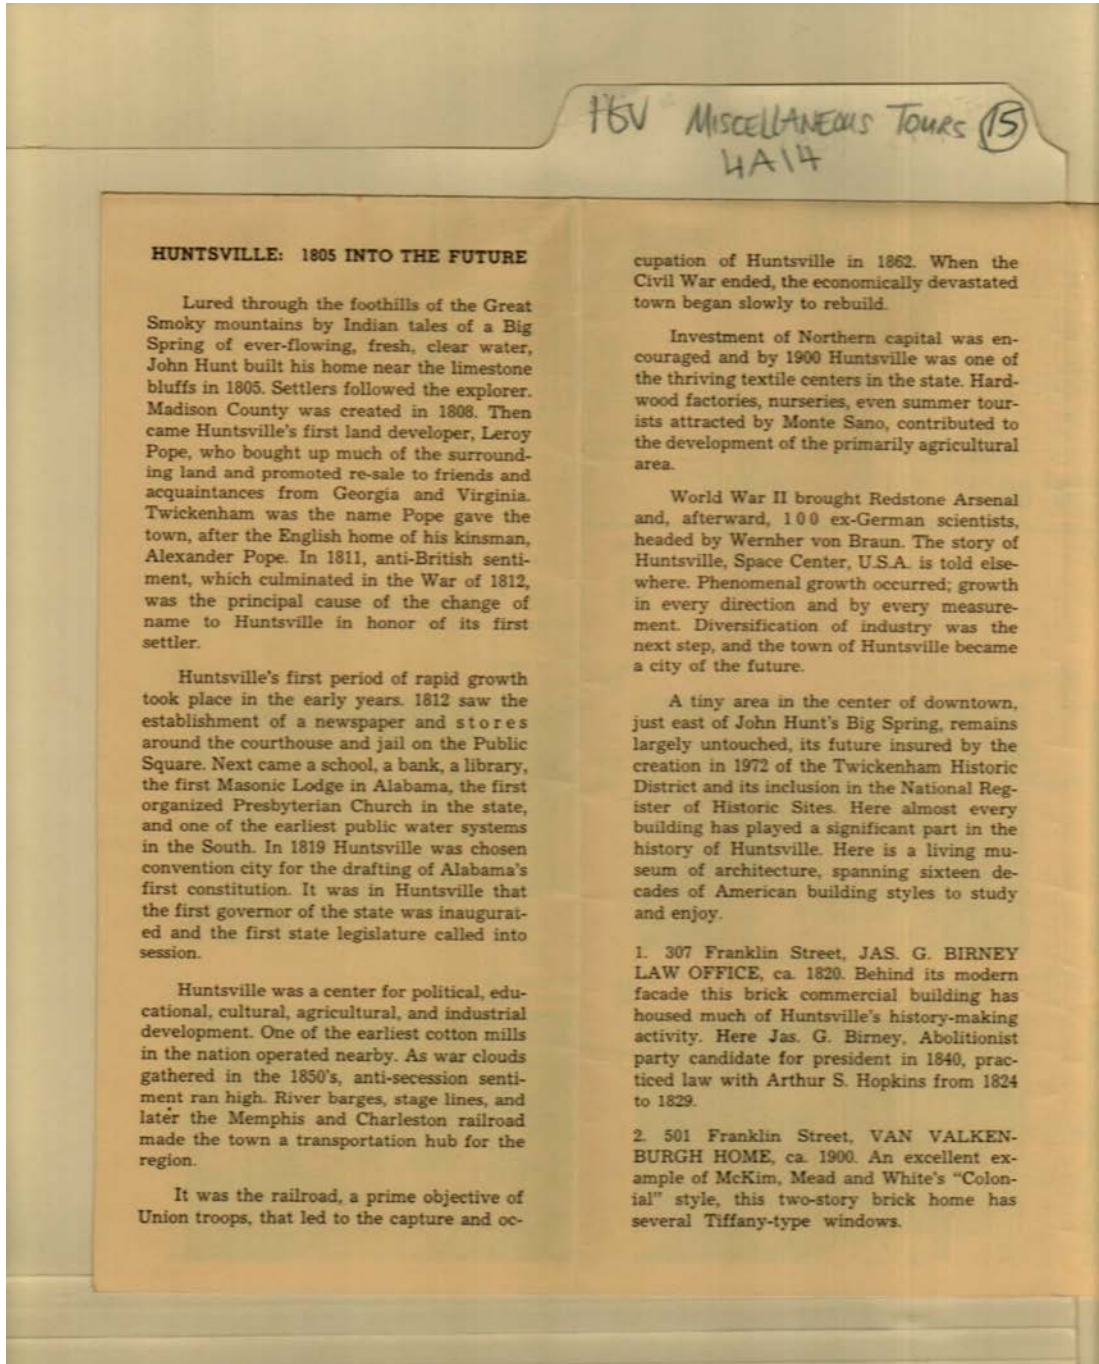 HSV MISCELLANEOUS TOURS 15
4A14
HUNTSVILLE: 1805 INTO THE FUTURE
Lured through the foothills of the Great
Smoky mountains by Indian tales of a Big
Spring of ever-flowing, fresh, clear water,
John Hunt built his home near the limestone
bluffs in 1805. Settlers followed the explorer.
Madison County was created in 1808. Then
came Huntsville's first land developer, Leroy
Pope, who bought up much of the surround-
ing land and promoted re-sale to friends and
acquaintances from Georgia and Virginia.
Twickenham was the name Pope gave the
town, after the English home of his kinsman,
Alexander Pope. In 1811, anti-British senti-
ment, which culminated in the War of 1812,
was the principal cause of the change of
name to Huntsville in honor of its first
settler.
Huntsville's first period of rapid growth
took place in the early years. 1812 saw the
establishment of a newspaper and stores
around the courthouse and jail on the Public
Square. Next came a school, a bank, a library,
the first Masonic Lodge in Alabama, the first
organized Presbyterian Church in the state,
and one of the earliest public water systems
in the South. In 1819 Huntsville was chosen
convention city for the drafting of Alabama's
first constitution. It was in Huntsville that
the first governor of the state was inaugurat-
ed and the first state legislature called into
session.
Huntsville was a center for political, edu-
cational, cultural, agricultural, and industrial
development. One of the earliest cotton mills
in the nation operated nearby. As war clouds
gathered in the 1850's, anti-secession senti-
ment ran high. River barges, stage lines, and
later the Memphis and Charleston railroad
made the town a transportation hub for the
region.
It was the railroad, a prime objective of
Union troops, that led to the capture and oc-
cupation of Huntsville in 1862. When the
Civil War ended, the economically devastated
town began slowly to rebuild.
Investment of Northern capital was en-
couraged and by 1900 Huntsville was one of
the thriving textile centers in the state. Hard-
wood factories, nurseries, even summer tour-
ists attracted by Monte Sano, contributed to
the development of the primarily agricultural
area.
World War II brought Redstone Arsenal
and, afterward, 100 ex-German scientists,
headed by Wernher von Braun. The story of
Huntsville, Space Center, U.S.A. is told else-
where. Phenomenal growth occurred; growth
in every direction and by every measure-
ment. Diversification of industry was the
next step, and the town of Huntsville became
a city of the future.
A tiny area in the center of downtown,
just east of John Hunt's Big Spring, remains
largely untouched, its future insured by the
creation in 1972 of the Twickenham Historic
District and its inclusion in the National Reg-
ister of Historic Sites. Here almost every
building has played a significant part in the
history of Huntsville. Here is a living mu-
seum of architecture, spanning sixteen de-
cades of American building styles to study
and enjoy.
1. 307 Franklin Street, JAS. G. BIRNEY
LAW OFFICE, ca. 1820. Behind its modern
facade this brick commercial building has
housed much of Huntsville's history-making
activity. Here Jas. G. Birney, Abolitionist
party candidate for president in 1840, prac-
ticed law with Arthur S. Hopkins from 1824
to 1829.
2. 501 Franklin Street, VAN VALKEN-
BURGH HOME, ca. 1900. An excellent ex-
ample of McKim, Mead and White's "Colon-
ial" style, this two-story brick home has
several Tiffany-type windows.